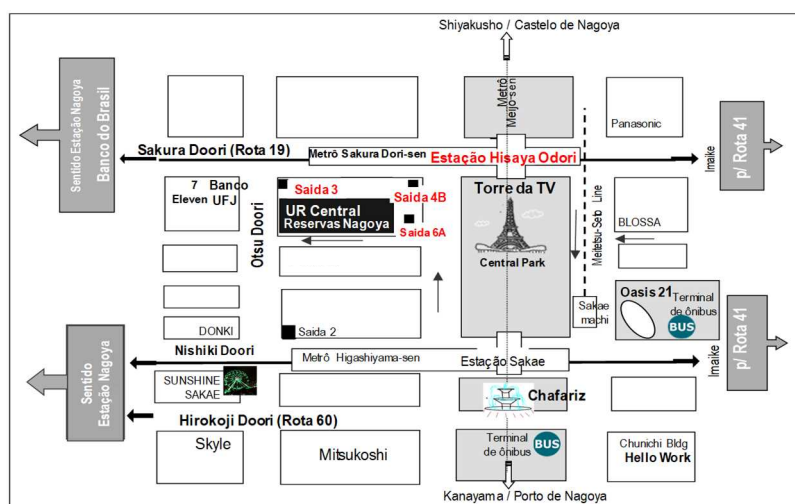 Shiyakusho / Castelo de Nagoya
Metrô
Meijo-sen
Panasonic
Sentido Estação Nagoya
Banco do Brasil
Sakura Doori (Rota 19)
Metrô Sakura Dori-sen
Estação Hisaya Odori
Imaike
p/ Rota 41
7
Eleven
Banco
UFJ
Otsu Doori
Saida 3
Saida 4B
UR Central
Reservas Nagoya
Saida 6A
Torre da TV
Central Park
Meitetsu-Seto Line
BLOSSA
Sakae
machi
Oasis 21
Terminal
de ônibus
BUS
DONKI
Saida 2
Nishiki Doori
Metrô Higashiyama-sen
Estação Sakae
Imaike
p/ Rota 41
Sentido
Estação Nagoya
SUNSHINE
SAKAE
Chafariz
Hirokoji Doori (Rota 60)
Skyle
Mitsukoshi
Terminal
de ônibus
BUS
Chunichi Bldg
Hello Work
Kanayama / Porto de Nagoya